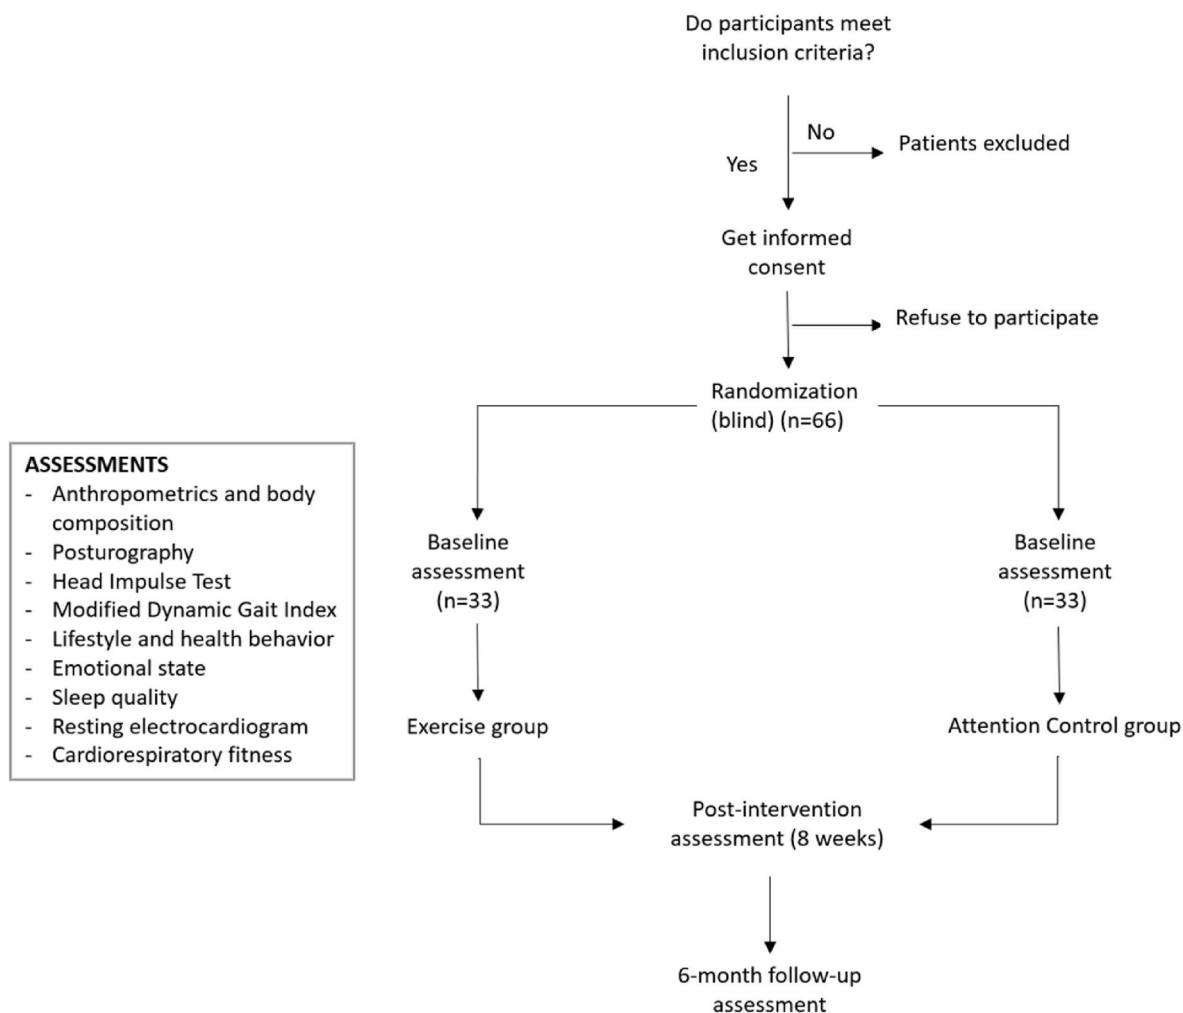 Do participants meet
inclusion criteria?
No
Patients excluded
Yes
Get informed
consent
Refuse to participate
Randomization
(blind) (n=66)
ASSESSMENTS
- Anthropometrics and body
composition
- Posturography
- Head Impulse Test
- Modified Dynamic Gait Index
- Lifestyle and health behavior
- Emotional state
- Sleep quality
- Resting electrocardiogram
- Cardiorespiratory fitness
Baseline
assessment
(n=33)
Baseline
assessment
(n=33)
Exercise group
Attention Control group
Post-intervention
assessment (8 weeks)
6-month follow-up
assessment